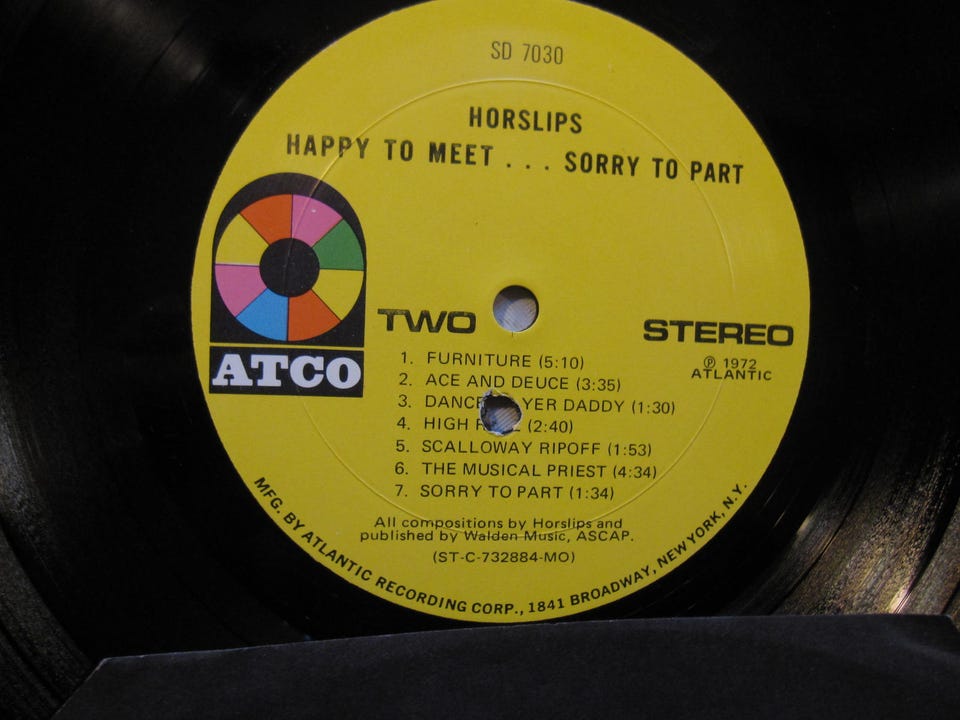 SD 7030
HORSLIPS
HAPPY TO MEET . . . SORRY TO PART
ATCO
TWO
STEREO
℗ 1972
ATLANTIC
1. FURNITURE (5:10)
2. ACE AND DEUCE (3:35)
3. YER DADDY (1:30)
4. HIGH (2:40)
5. SCALLOWAY RIPOFF (1:53)
6. THE MUSICAL PRIEST (4:34)
7. SORRY TO PART (1:34)
All compositions by Horslips and
published by Walden Music, ASCAP.
(ST-C-732884-MO)
MFG. BY ATLANTIC RECORDING CORP., 1841 BROADWAY, NEW YORK, N.Y.